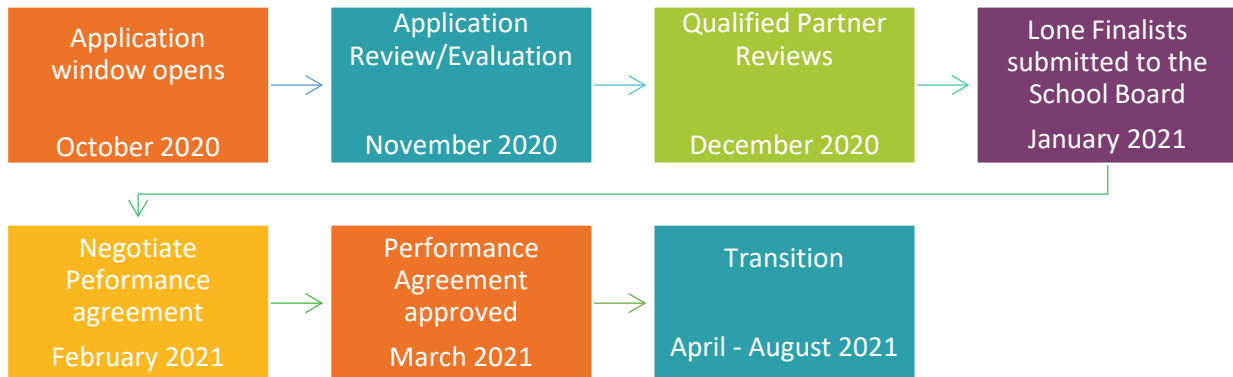 Application
window opens
October 2020
Application
Review/Evaluation
November 2020
Qualified Partner
Reviews
December 2020
Lone Finalists
submitted to the
School Board
January 2021
Negotiate
Peformance
agreement
February 2021
Performance
Agreement
approved
March 2021
Transition
April - August 2021